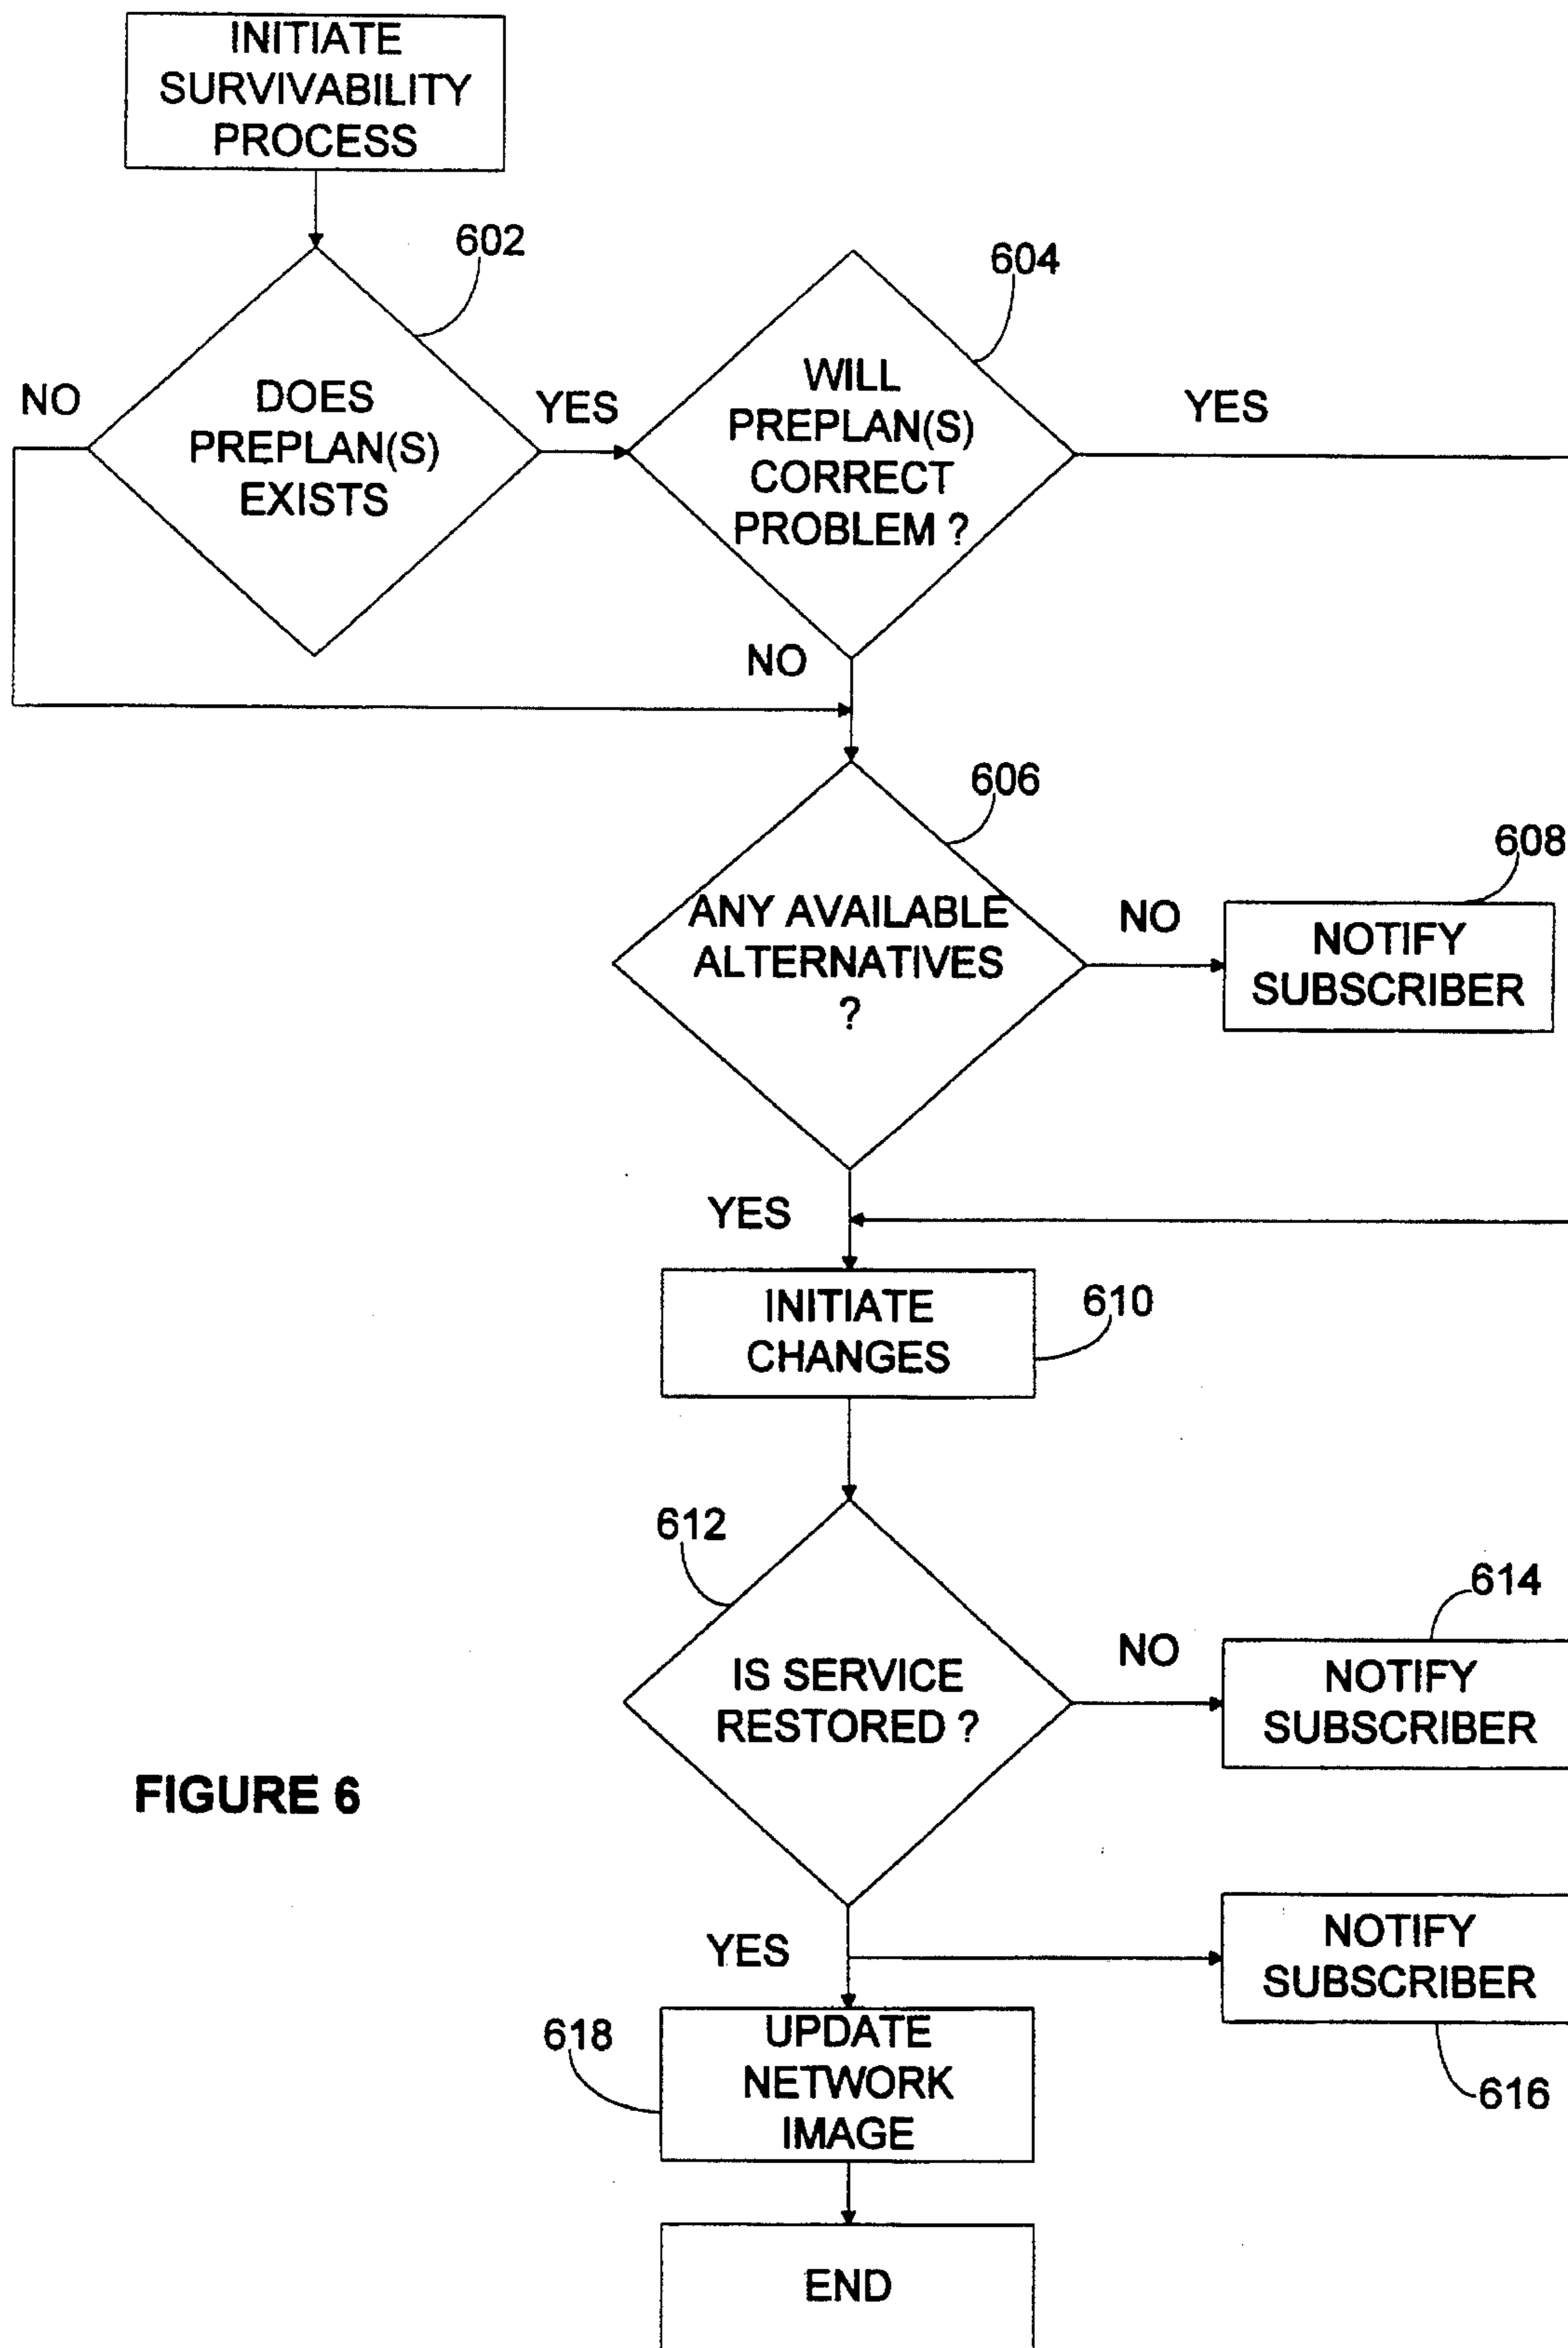 INITIATE
SURVIVABILITY
PROCESS
602
604
NO
DOES
PREPLAN(S)
EXISTS
YES
WILL
PREPLAN(S)
CORRECT
PROBLEM ?
YES
NO
606
608
ANY AVAILABLE
ALTERNATIVES
?
NO
NOTIFY
SUBSCRIBER
YES
INITIATE
CHANGES
610
612
614
IS SERVICE
RESTORED ?
NO
NOTIFY
SUBSCRIBER
FIGURE 6
YES
NOTIFY
SUBSCRIBER
616
618
UPDATE
NETWORK
IMAGE
END